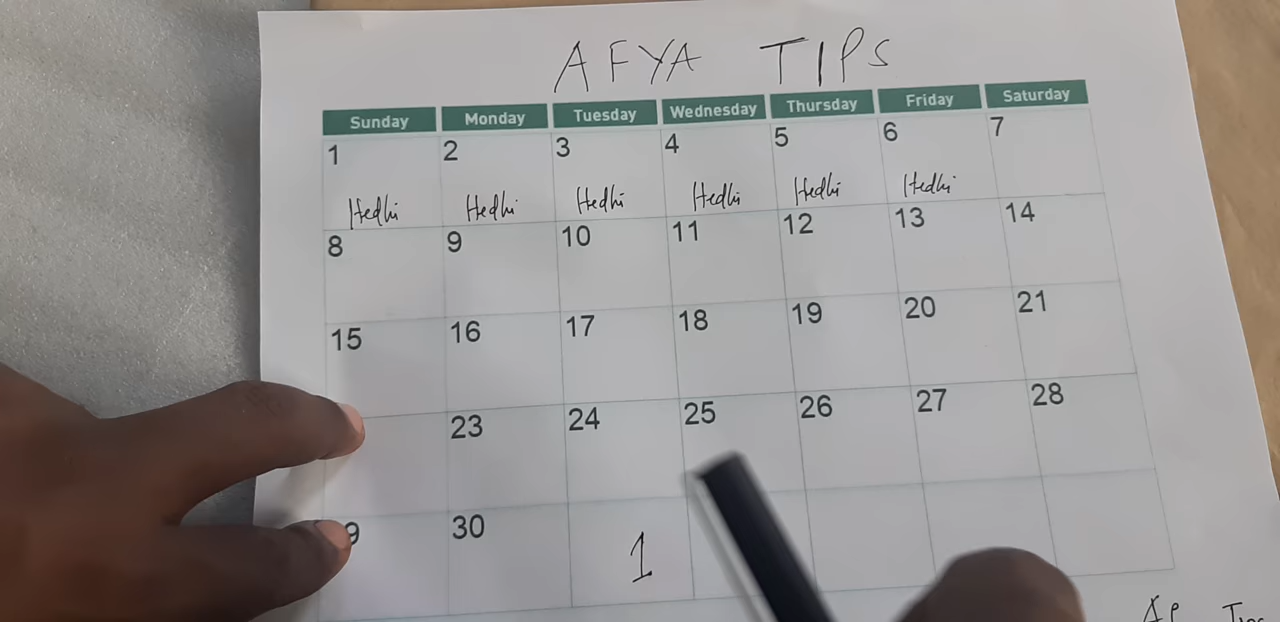 AFYA TIPS
Sunday Monday Tuesday Wednesday Thursday Friday Saturday
1 2 3 4 5 6 7
Hedhi Hedhi Hedhi Hedhi Hedhi Hedhi
8 9 10 11 12 13 14
15 16 17 18 19 20 21
23 24 25 26 27 28
9 30 1